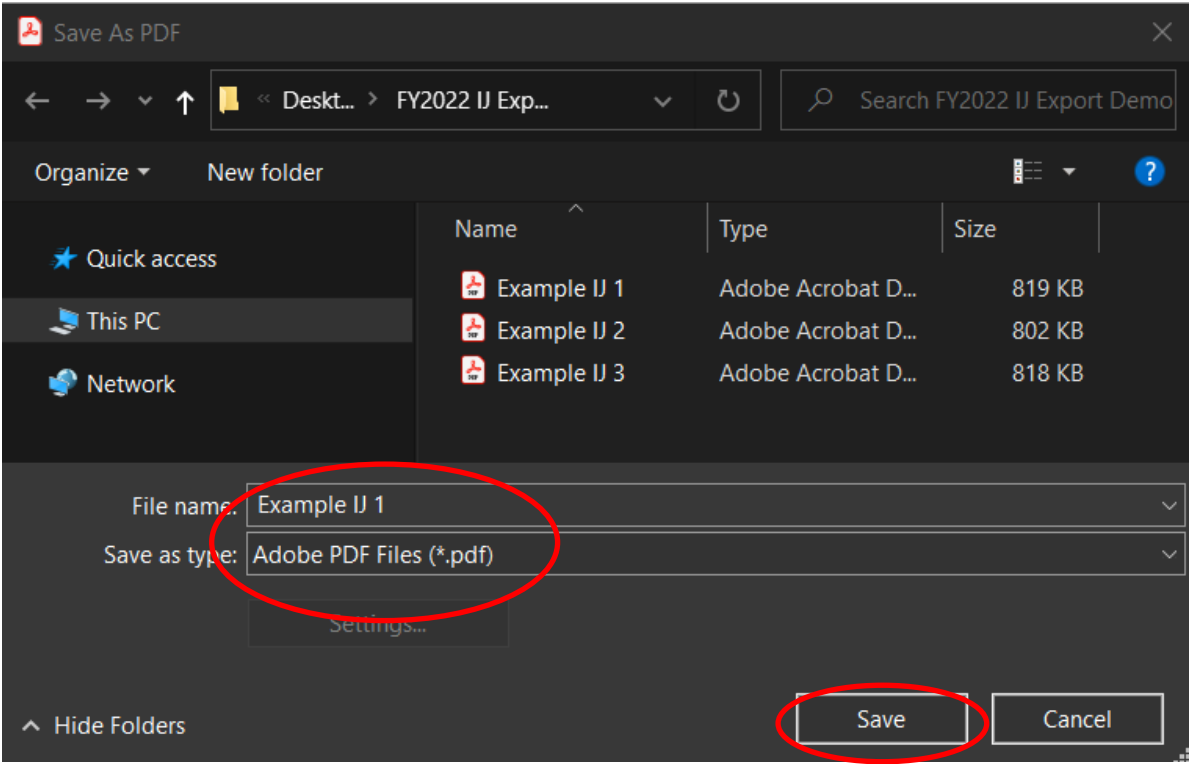 Save As PDF
« Deskt... > FY2022 IJ Exp...
Search FY2022 IJ Export Demo
Organize
New folder
?
Name Type Size
Quick access
This PC
Network
Example IJ 1 Adobe Acrobat D... 819 KB
Example IJ 2 Adobe Acrobat D... 802 KB
Example IJ 3 Adobe Acrobat D... 818 KB
File name: Example IJ 1
Save as type: Adobe PDF Files (*.pdf)
Settings...
Hide Folders
Save
Cancel